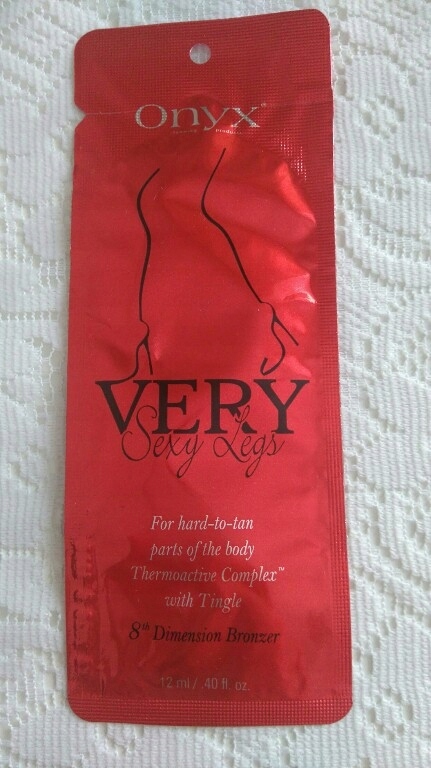 Onyx
VERY
Sexy Legs
For hard-to-tan
parts of the body
Thermoactive Complex™
with Tingle
8th Dimension Bronzer
12 ml / .40 fl. oz.